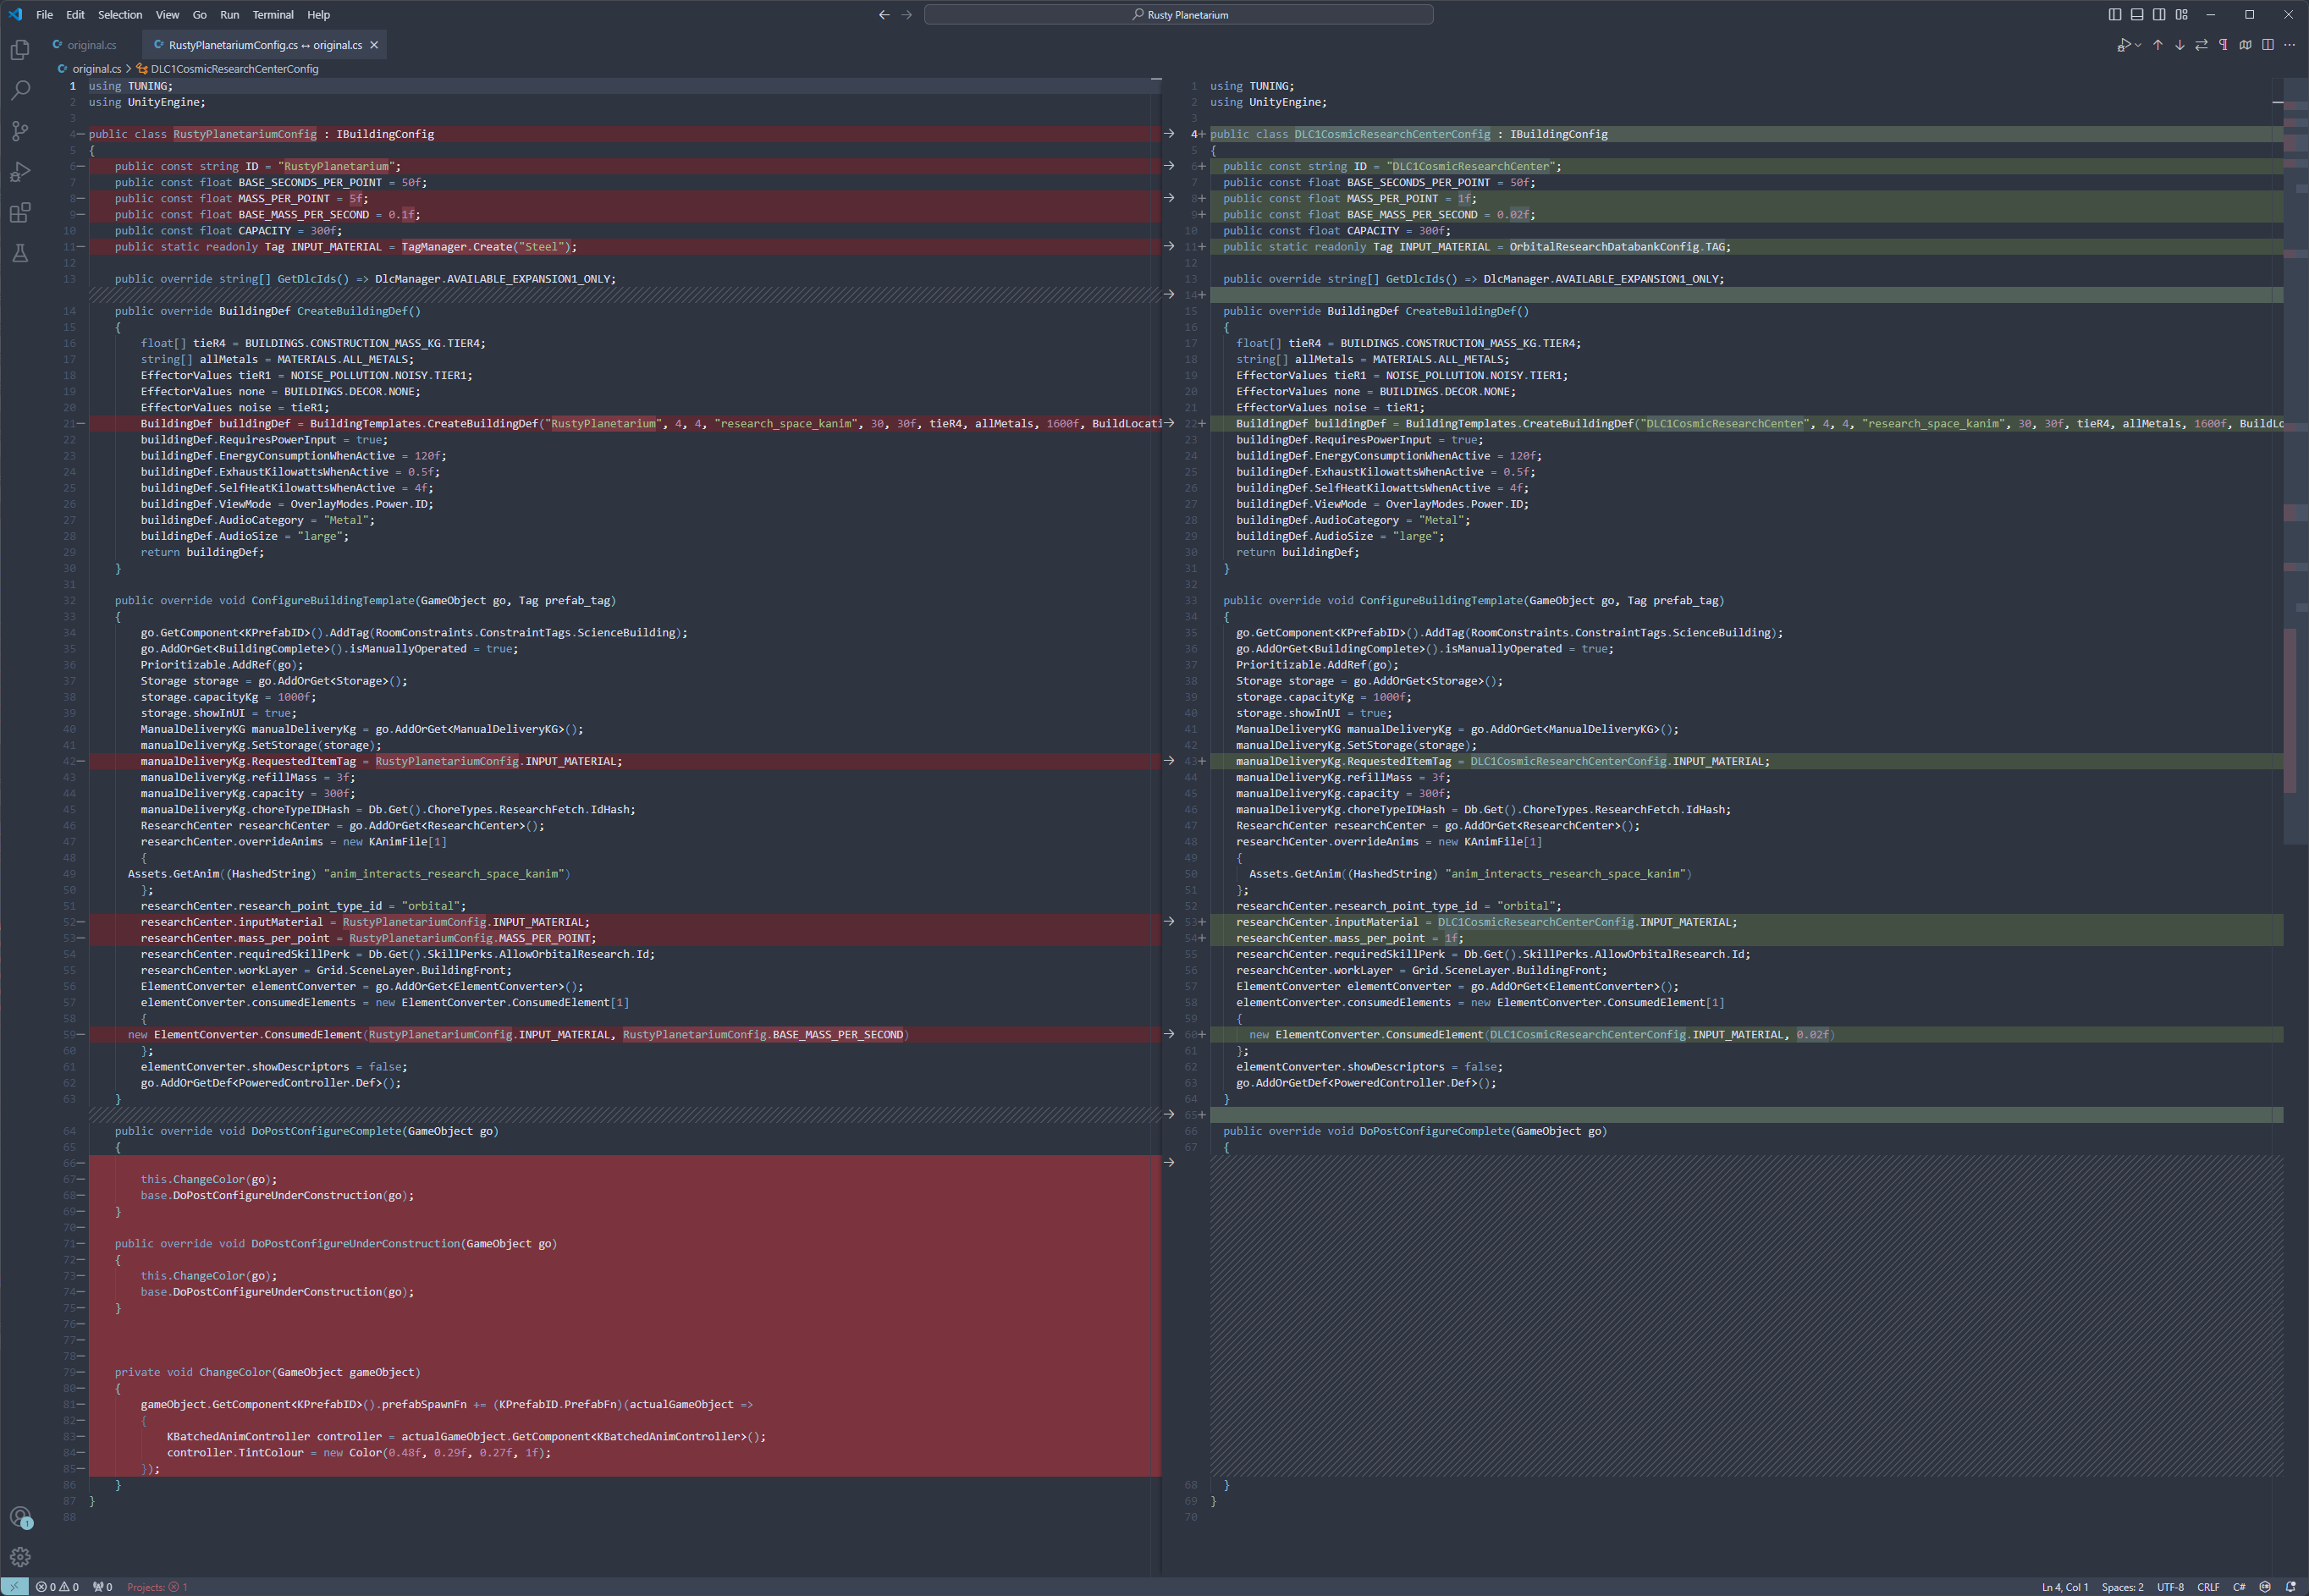 File Edit Selection View Go Run Terminal Help
Rusty Planetarium
original.cs
RustyPlanetariumConfig.cs ↔ original.cs
original.cs > DLC1CosmicResearchCenterConfig
1 using TUNING;
2 using UnityEngine;
3
4 public class RustyPlanetariumConfig : IBuildingConfig
5 {
6 public const string ID = "RustyPlanetarium";
7 public const float BASE_SECONDS_PER_POINT = 50f;
8 public const float MASS_PER_POINT = 5f;
9 public const float BASE_MASS_PER_SECOND = 0.1f;
10 public const float CAPACITY = 300f;
11 public static readonly Tag INPUT_MATERIAL = TagManager.Create("Steel");
12
13 public override string[] GetDlcIds() => DlcManager.AVAILABLE_EXPANSION1_ONLY;
14 public override BuildingDef CreateBuildingDef()
15 {
16 float[] tieR4 = BUILDINGS.CONSTRUCTION_MASS_KG.TIER4;
17 string[] allMetals = MATERIALS.ALL_METALS;
18 EffectorValues tieR1 = NOISE_POLLUTION.NOISY.TIER1;
19 EffectorValues none = BUILDINGS.DECOR.NONE;
20 EffectorValues noise = tieR1;
21 BuildingDef buildingDef = BuildingTemplates.CreateBuildingDef("RustyPlanetarium", 4, 4, "research_space_kanim", 30, 30f, tieR4, allMetals, 1600f, BuildLocati
22 buildingDef.RequiresPowerInput = true;
23 buildingDef.EnergyConsumptionWhenActive = 120f;
24 buildingDef.ExhaustKilowattsWhenActive = 0.5f;
25 buildingDef.SelfHeatKilowattsWhenActive = 4f;
26 buildingDef.ViewMode = OverlayModes.Power.ID;
27 buildingDef.AudioCategory = "Metal";
28 buildingDef.AudioSize = "large";
29 return buildingDef;
30 }
31
32 public override void ConfigureBuildingTemplate(GameObject go, Tag prefab_tag)
33 {
34 go.GetComponent<KPrefabID>().AddTag(RoomConstraints.ConstraintTags.ScienceBuilding);
35 go.AddOrGet<BuildingComplete>().isManuallyOperated = true;
36 Prioritizable.AddRef(go);
37 Storage storage = go.AddOrGet<Storage>();
38 storage.capacityKg = 1000f;
39 storage.showInUI = true;
40 ManualDeliveryKG manualDeliveryKg = go.AddOrGet<ManualDeliveryKG>();
41 manualDeliveryKg.SetStorage(storage);
42 manualDeliveryKg.RequestedItemTag = RustyPlanetariumConfig.INPUT_MATERIAL;
43 manualDeliveryKg.refillMass = 3f;
44 manualDeliveryKg.capacity = 300f;
45 manualDeliveryKg.choreTypeIDHash = Db.Get().ChoreTypes.ResearchFetch.IdHash;
46 ResearchCenter researchCenter = go.AddOrGet<ResearchCenter>();
47 researchCenter.overrideAnims = new KAnimFile[1]
48 {
49 Assets.GetAnim((HashedString) "anim_interacts_research_space_kanim")
50 };
51 researchCenter.research_point_type_id = "orbital";
52 researchCenter.inputMaterial = RustyPlanetariumConfig.INPUT_MATERIAL;
53 researchCenter.mass_per_point = RustyPlanetariumConfig.MASS_PER_POINT;
54 researchCenter.requiredSkillPerk = Db.Get().SkillPerks.AllowOrbitalResearch.Id;
55 researchCenter.workLayer = Grid.SceneLayer.BuildingFront;
56 ElementConverter elementConverter = go.AddOrGet<ElementConverter>();
57 elementConverter.consumedElements = new ElementConverter.ConsumedElement[1]
58 {
59 new ElementConverter.ConsumedElement(RustyPlanetariumConfig.INPUT_MATERIAL, RustyPlanetariumConfig.BASE_MASS_PER_SECOND)
60 };
61 elementConverter.showDescriptors = false;
62 go.AddOrGetDef<PoweredController.Def>();
63 }
64 public override void DoPostConfigureComplete(GameObject go)
65 {
66
67 this.ChangeColor(go);
68 base.DoPostConfigureUnderConstruction(go);
69 }
70
71 public override void DoPostConfigureUnderConstruction(GameObject go)
72 {
73 this.ChangeColor(go);
74 base.DoPostConfigureUnderConstruction(go);
75 }
76
77
78
79 private void ChangeColor(GameObject gameObject)
80 {
81 gameObject.GetComponent<KPrefabID>().prefabSpawnFn += (KPrefabID.PrefabFn)(actualGameObject =>
82 {
83 KBatchedAnimController controller = actualGameObject.GetComponent<KBatchedAnimController>();
84 controller.TintColour = new Color(0.48f, 0.29f, 0.27f, 1f);
85 });
86 }
87 }
88
1 using TUNING;
2 using UnityEngine;
3
4+ public class DLC1CosmicResearchCenterConfig : IBuildingConfig
5 {
6+ public const string ID = "DLC1CosmicResearchCenter";
7 public const float BASE_SECONDS_PER_POINT = 50f;
8+ public const float MASS_PER_POINT = 1f;
9+ public const float BASE_MASS_PER_SECOND = 0.02f;
10 public const float CAPACITY = 300f;
11+ public static readonly Tag INPUT_MATERIAL = OrbitalResearchDatabankConfig.TAG;
12
13 public override string[] GetDlcIds() => DlcManager.AVAILABLE_EXPANSION1_ONLY;
14+
15 public override BuildingDef CreateBuildingDef()
16 {
17 float[] tieR4 = BUILDINGS.CONSTRUCTION_MASS_KG.TIER4;
18 string[] allMetals = MATERIALS.ALL_METALS;
19 EffectorValues tieR1 = NOISE_POLLUTION.NOISY.TIER1;
20 EffectorValues none = BUILDINGS.DECOR.NONE;
21 EffectorValues noise = tieR1;
22+ BuildingDef buildingDef = BuildingTemplates.CreateBuildingDef("DLC1CosmicResearchCenter", 4, 4, "research_space_kanim", 30, 30f, tieR4, allMetals, 1600f, BuildLo
23 buildingDef.RequiresPowerInput = true;
24 buildingDef.EnergyConsumptionWhenActive = 120f;
25 buildingDef.ExhaustKilowattsWhenActive = 0.5f;
26 buildingDef.SelfHeatKilowattsWhenActive = 4f;
27 buildingDef.ViewMode = OverlayModes.Power.ID;
28 buildingDef.AudioCategory = "Metal";
29 buildingDef.AudioSize = "large";
30 return buildingDef;
31 }
32
33 public override void ConfigureBuildingTemplate(GameObject go, Tag prefab_tag)
34 {
35 go.GetComponent<KPrefabID>().AddTag(RoomConstraints.ConstraintTags.ScienceBuilding);
36 go.AddOrGet<BuildingComplete>().isManuallyOperated = true;
37 Prioritizable.AddRef(go);
38 Storage storage = go.AddOrGet<Storage>();
39 storage.capacityKg = 1000f;
40 storage.showInUI = true;
41 ManualDeliveryKG manualDeliveryKg = go.AddOrGet<ManualDeliveryKG>();
42 manualDeliveryKg.SetStorage(storage);
43+ manualDeliveryKg.RequestedItemTag = DLC1CosmicResearchCenterConfig.INPUT_MATERIAL;
44 manualDeliveryKg.refillMass = 3f;
45 manualDeliveryKg.capacity = 300f;
46 manualDeliveryKg.choreTypeIDHash = Db.Get().ChoreTypes.ResearchFetch.IdHash;
47 ResearchCenter researchCenter = go.AddOrGet<ResearchCenter>();
48 researchCenter.overrideAnims = new KAnimFile[1]
49 {
50 Assets.GetAnim((HashedString) "anim_interacts_research_space_kanim")
51 };
52 researchCenter.research_point_type_id = "orbital";
53+ researchCenter.inputMaterial = DLC1CosmicResearchCenterConfig.INPUT_MATERIAL;
54+ researchCenter.mass_per_point = 1f;
55 researchCenter.requiredSkillPerk = Db.Get().SkillPerks.AllowOrbitalResearch.Id;
56 researchCenter.workLayer = Grid.SceneLayer.BuildingFront;
57 ElementConverter elementConverter = go.AddOrGet<ElementConverter>();
58 elementConverter.consumedElements = new ElementConverter.ConsumedElement[1]
59 {
60+ new ElementConverter.ConsumedElement(DLC1CosmicResearchCenterConfig.INPUT_MATERIAL, 0.02f)
61 };
62 elementConverter.showDescriptors = false;
63 go.AddOrGetDef<PoweredController.Def>();
64 }
65+
66 public override void DoPostConfigureComplete(GameObject go)
67 {
68 }
69 }
70
0 0 0 Projects: 1 Ln 4, Col 1 Spaces: 2 UTF-8 CRLF C#